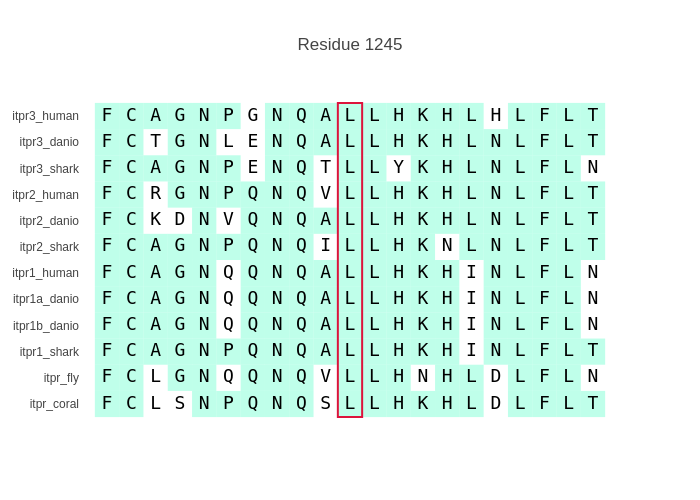 Residue 1245
itpr3_human F C A G N P G N Q A L L H K H L H L F L T
itpr3_danio F C T G N L E N Q A L L H K H L N L F L T
itpr3_shark F C A G N P E N Q T L L Y K H L N L F L N
itpr2_human F C R G N P Q N Q V L L H K H L N L F L T
itpr2_danio F C K D N V Q N Q A L L H K H L N L F L T
itpr2_shark F C A G N P Q N Q I L L H K N L N L F L T
itpr1_human F C A G N Q Q N Q A L L H K H I N L F L N
itpr1a_danio F C A G N Q Q N Q A L L H K H I N L F L N
itpr1b_danio F C A G N Q Q N Q A L L H K H I N L F L N
itpr1_shark F C A G N P Q N Q A L L H K H I N L F L T
itpr_fly F C L G N Q Q N Q V L L H N H L D L F L N
itpr_coral F C L S N P Q N Q S L L H K H L D L F L T